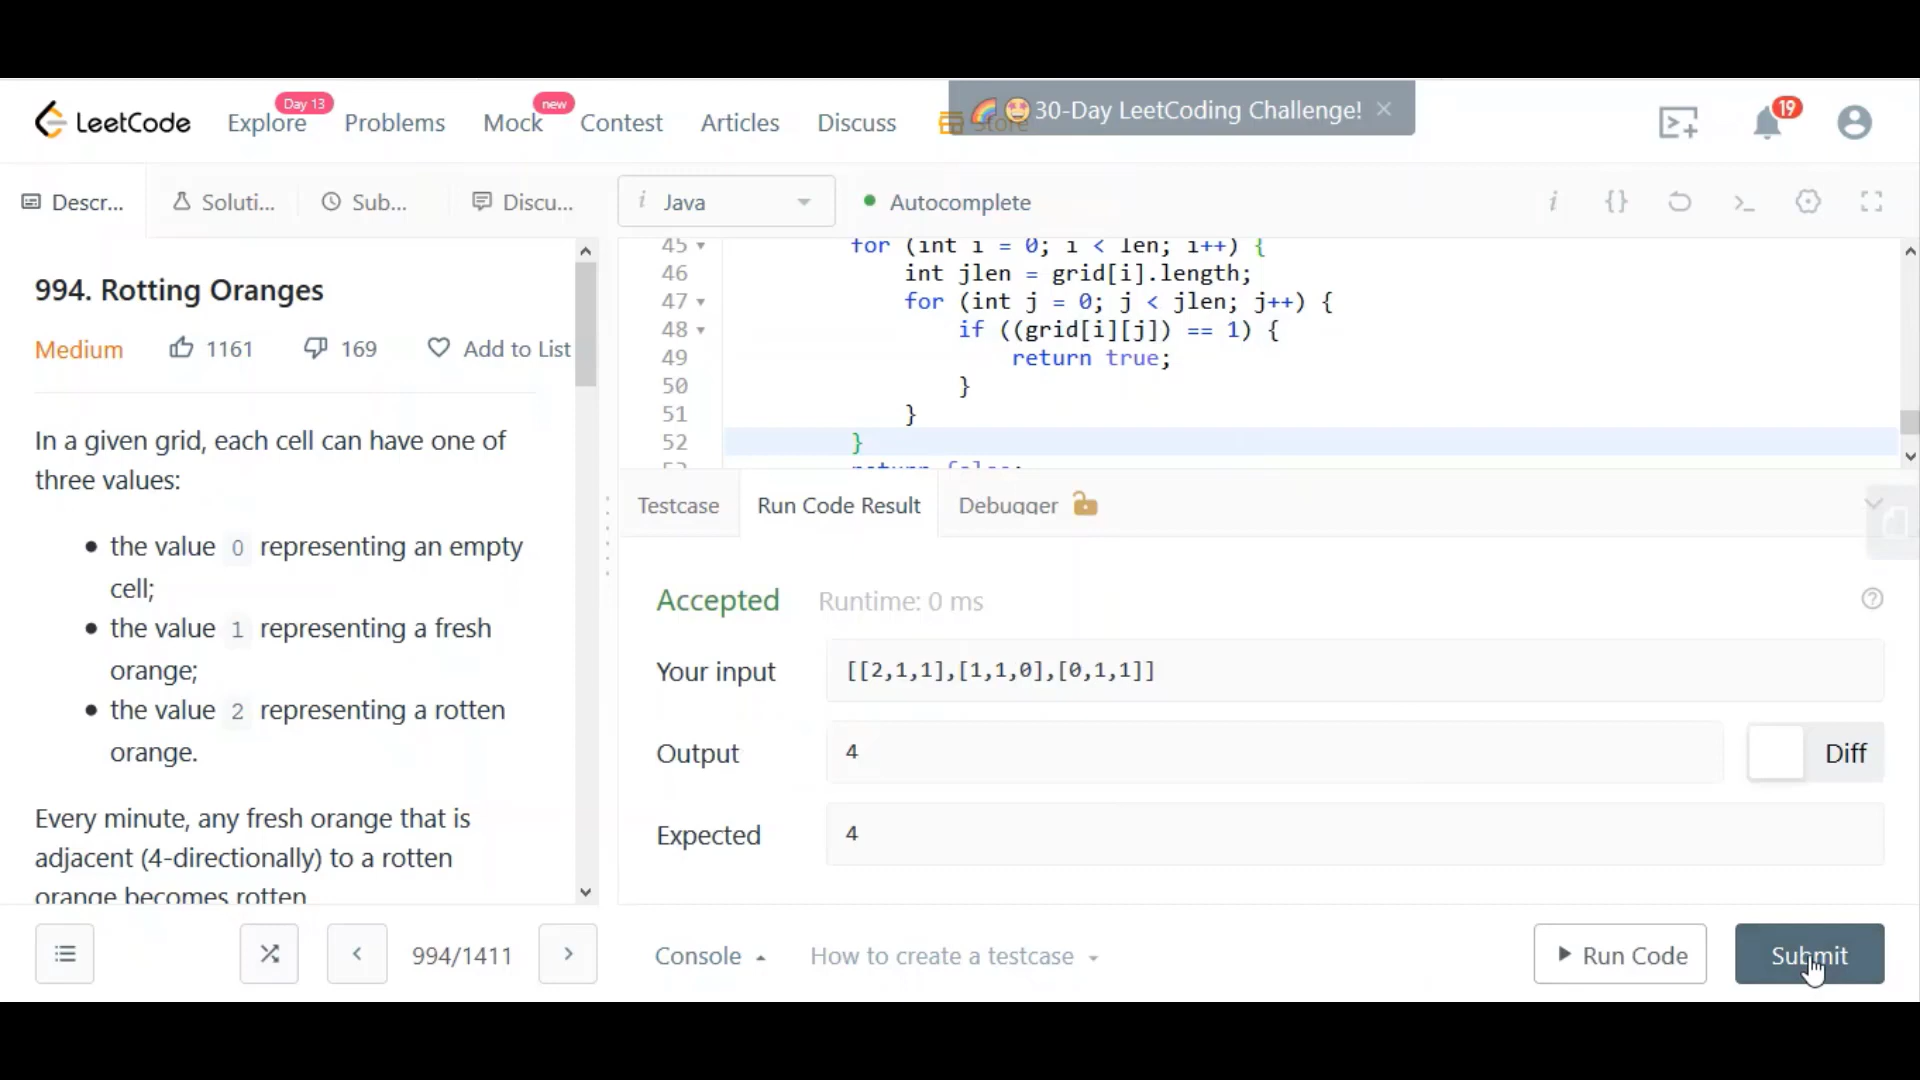 Day 13
new
LeetCode Explore Problems Mock Contest Articles Discuss Store
30-Day LeetCoding Challenge!
19
Descr... Soluti... Sub... Discu...
i Java
Autocomplete
994. Rotting Oranges
Medium 1161 169 Add to List
In a given grid, each cell can have one of
three values:
the value 0 representing an empty
cell;
the value 1 representing a fresh
orange;
the value 2 representing a rotten
orange.
Every minute, any fresh orange that is
adjacent (4-directionally) to a rotten
orange becomes rotten
45 for (int i = 0; i < len; i++) {
46 int jlen = grid[i].length;
47 for (int j = 0; j < jlen; j++) {
48 if ((grid[i][j]) == 1) {
49 return true;
50 }
51 }
52 }
53 return false;
Testcase Run Code Result Debugger
Accepted Runtime: 0 ms
Your input [[2,1,1],[1,1,0],[0,1,1]]
Output 4 Diff
Expected 4
994/1411
Console How to create a testcase Run Code Submit